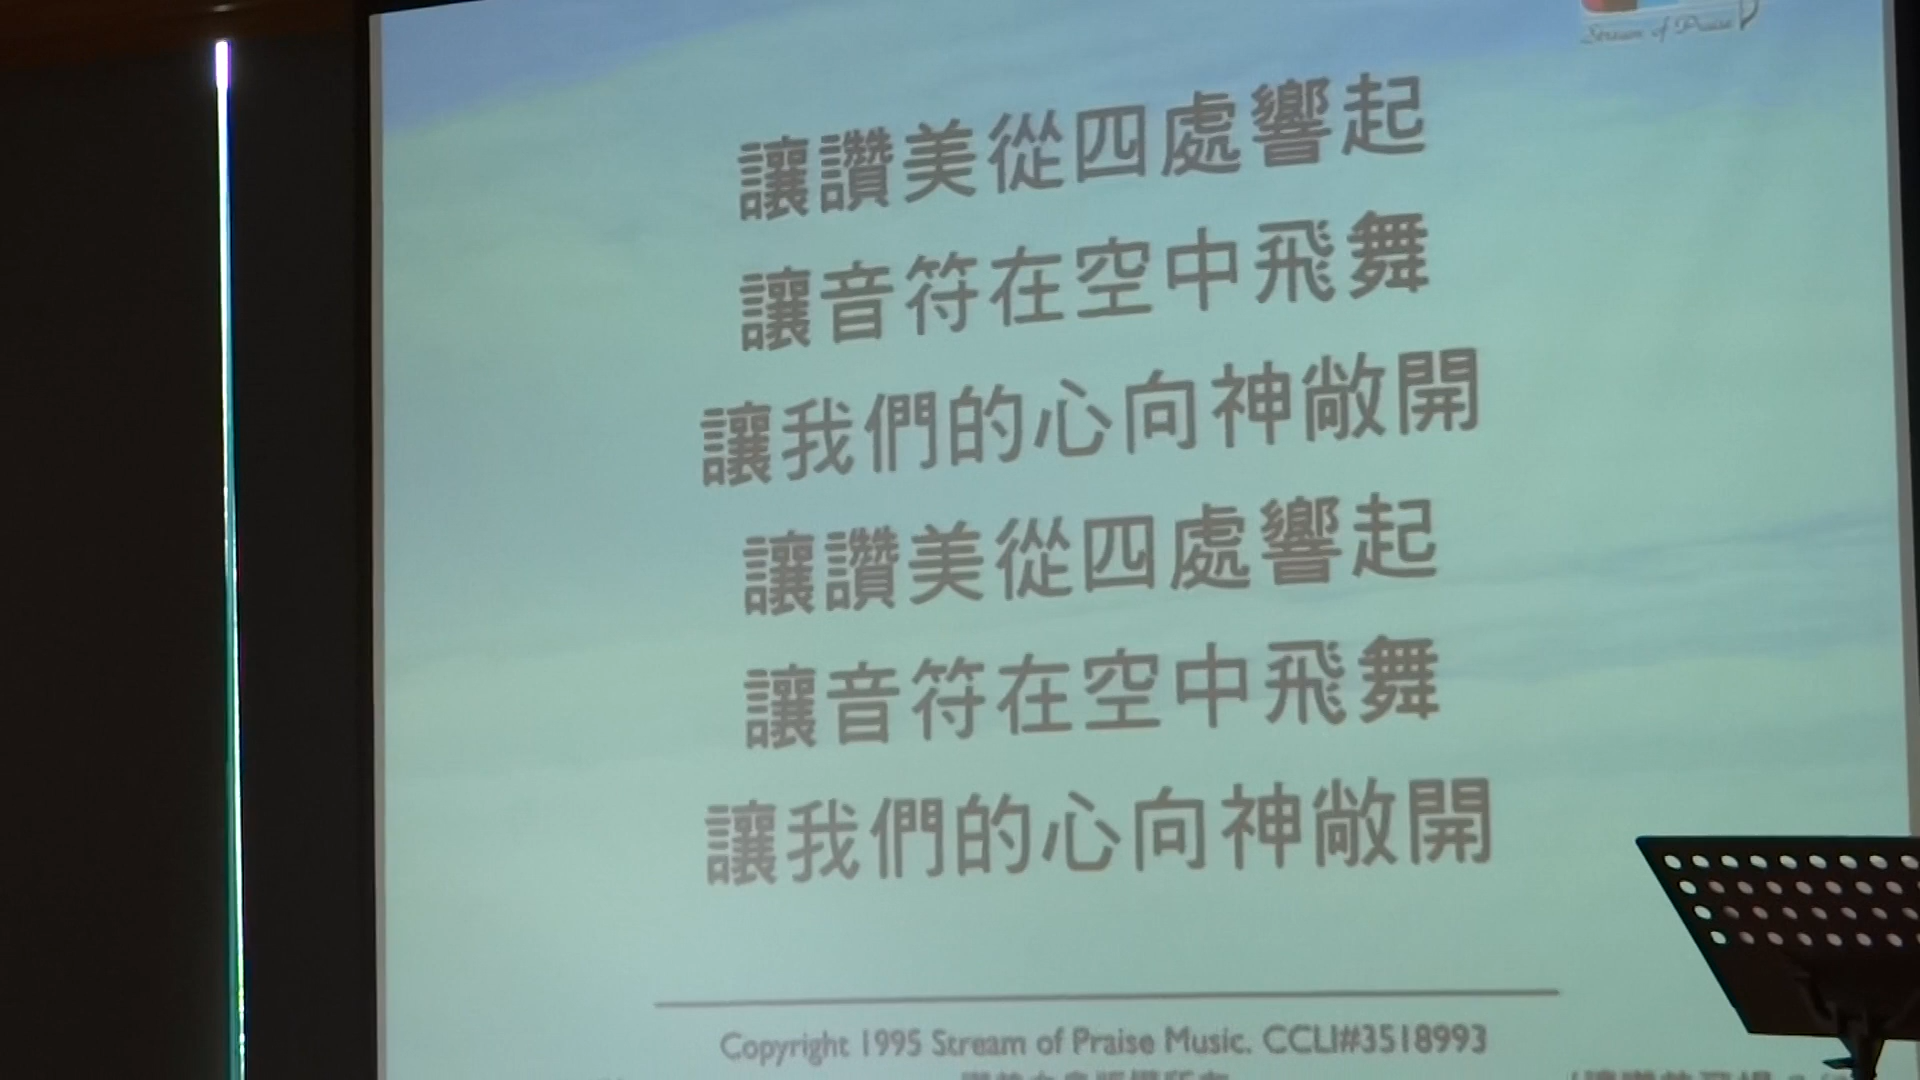 Stream of Praise
讓讚美從四處響起
讓音符在空中飛舞
讓我們的心向神敞開
讓讚美從四處響起
讓音符在空中飛舞
讓我們的心向神敞開
Copyright 1995 Stream of Praise Music. CCLI#3518993